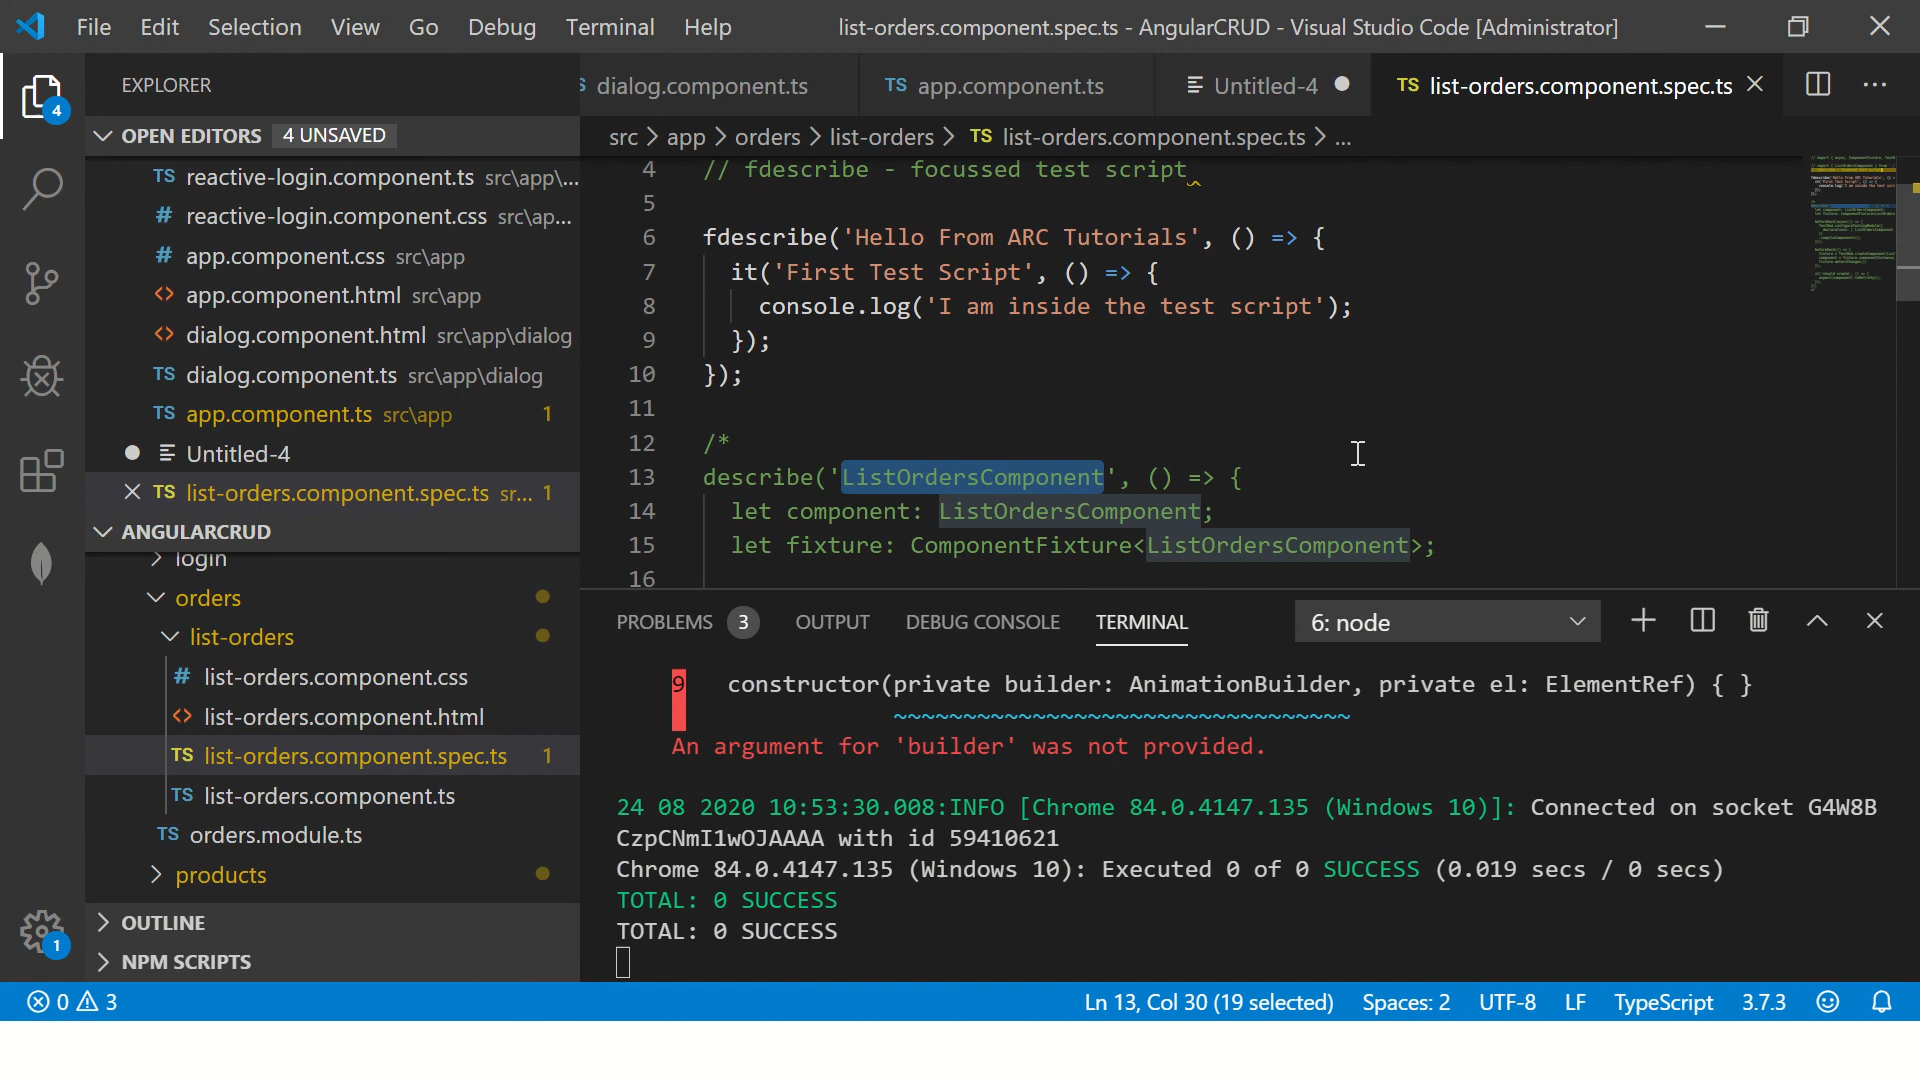 File Edit Selection View Go Debug Terminal Help
list-orders.component.spec.ts - AngularCRUD - Visual Studio Code [Administrator]
EXPLORER
4
OPEN EDITORS 4 UNSAVED
TS reactive-login.component.ts src\app\...
# reactive-login.component.css src\ap...
# app.component.css src\app
<> app.component.html src\app
<> dialog.component.html src\app\dialog
TS dialog.component.ts src\app\dialog
TS app.component.ts src\app 1
Untitled-4
TS list-orders.component.spec.ts sr... 1
ANGULARCRUD
login
orders
list-orders
# list-orders.component.css
<> list-orders.component.html
TS list-orders.component.spec.ts 1
TS list-orders.component.ts
TS orders.module.ts
products
OUTLINE
1
NPM SCRIPTS
dialog.component.ts
TS app.component.ts
Untitled-4
TS list-orders.component.spec.ts
src > app > orders > list-orders > TS list-orders.component.spec.ts > ...
4 // fdescribe - focussed test script
5
6 fdescribe('Hello From ARC Tutorials', () => {
7 it('First Test Script', () => {
8 console.log('I am inside the test script');
9 });
10 });
11
12 /*
13 describe('ListOrdersComponent', () => {
14 let component: ListOrdersComponent;
15 let fixture: ComponentFixture<ListOrdersComponent>;
16
PROBLEMS 3 OUTPUT DEBUG CONSOLE TERMINAL 6: node
9 constructor(private builder: AnimationBuilder, private el: ElementRef) { }
~~~~~~~~~~~~~~~~~~~~~~~~~~~~~~~~~
An argument for 'builder' was not provided.
24 08 2020 10:53:30.008:INFO [Chrome 84.0.4147.135 (Windows 10)]: Connected on socket G4W8B
CzpCNmI1wOJAAAA with id 59410621
Chrome 84.0.4147.135 (Windows 10): Executed 0 of 0 SUCCESS (0.019 secs / 0 secs)
TOTAL: 0 SUCCESS
TOTAL: 0 SUCCESS
0 3
Ln 13, Col 30 (19 selected) Spaces: 2 UTF-8 LF TypeScript 3.7.3